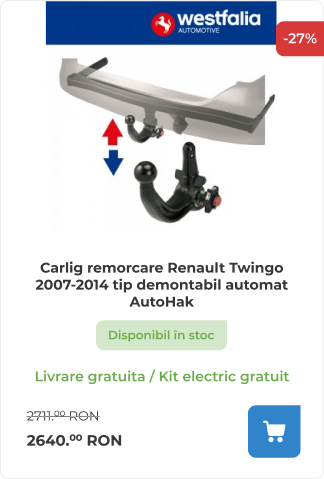 westfalia
AUTOMOTIVE
-27%
Carlig remorcare Renault Twingo
2007-2014 tip demontabil automat
AutoHak
Disponibil în stoc
Livrare gratuita / Kit electric gratuit
2711.⁰⁰ RON
2640.⁰⁰ RON